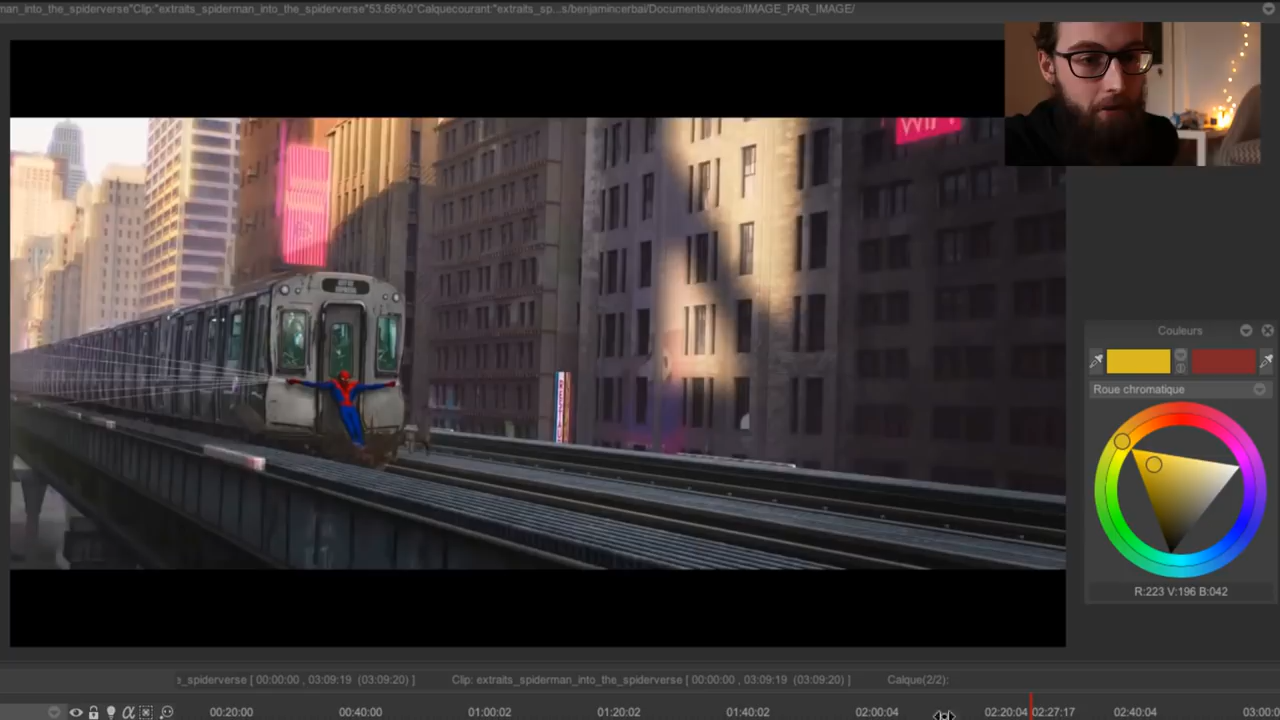 man_into_the_spiderverse"Clip:"extraits_spiderman_into_the_spiderverse"53.66%0"Calquecourant:"extraits_sp...s/benjamincerbai/Documents/videos/IMAGE_PAR_IMAGE/
Couleurs
Roue chromatique
R:223 V:196 B:042
e_spiderverse [ 00:00:00 , 03:09:19 (03:09:20) ] Clip: extraits_spiderman_into_the_spiderverse [ 00:00:00 , 03:09:19 (03:09:20) ] Calque(2/2):
00:20:00 00:40:00 01:00:02 01:20:02 01:40:02 02:00:04 02:20:04 02:27:17 02:40:04 03:00:0